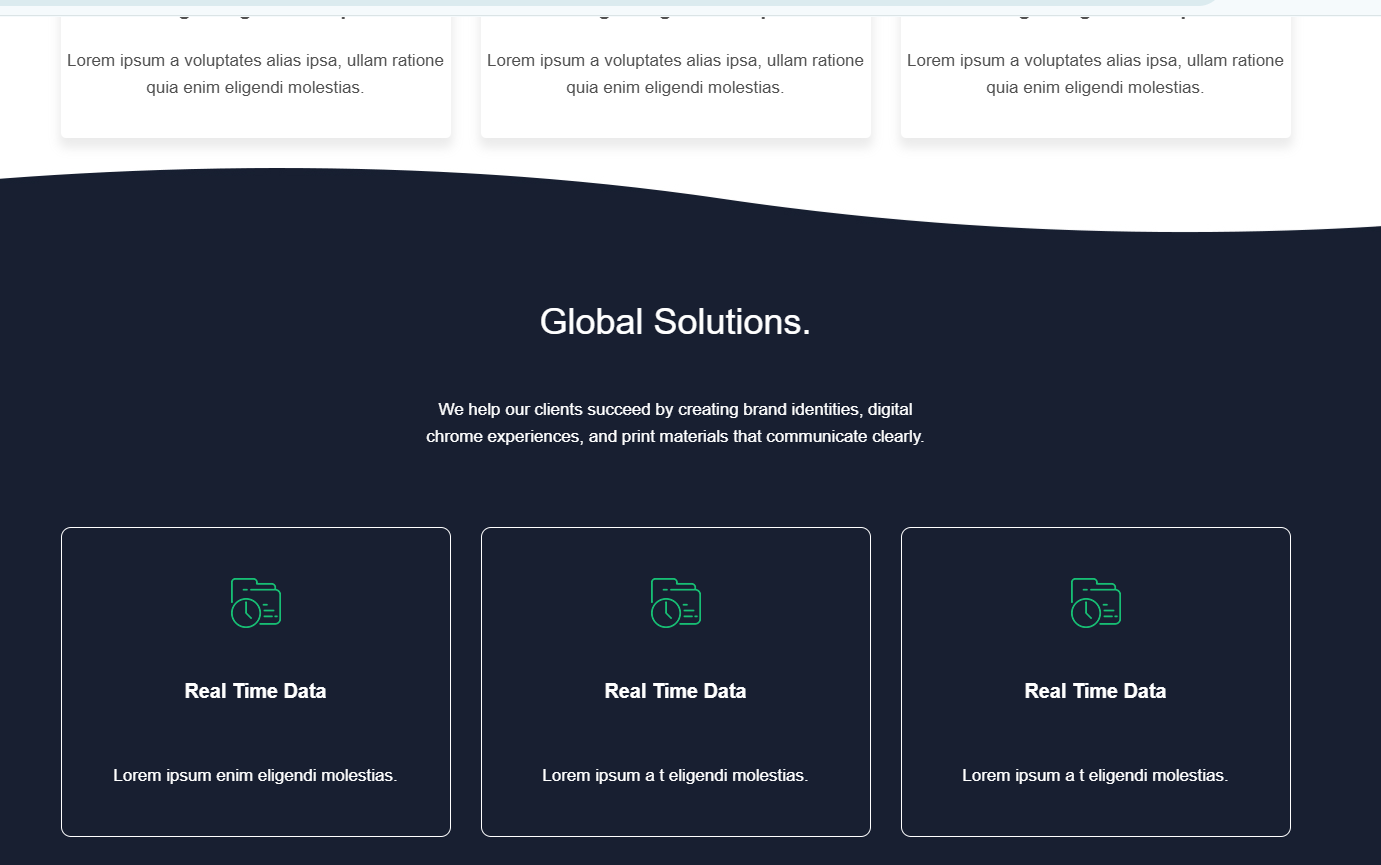 Lorem ipsum a voluptates alias ipsa, ullam ratione
quia enim eligendi molestias.
Lorem ipsum a voluptates alias ipsa, ullam ratione
quia enim eligendi molestias.
Lorem ipsum a voluptates alias ipsa, ullam ratione
quia enim eligendi molestias.
Global Solutions.
We help our clients succeed by creating brand identities, digital
chrome experiences, and print materials that communicate clearly.
Real Time Data
Lorem ipsum enim eligendi molestias.
Real Time Data
Lorem ipsum a t eligendi molestias.
Real Time Data
Lorem ipsum a t eligendi molestias.